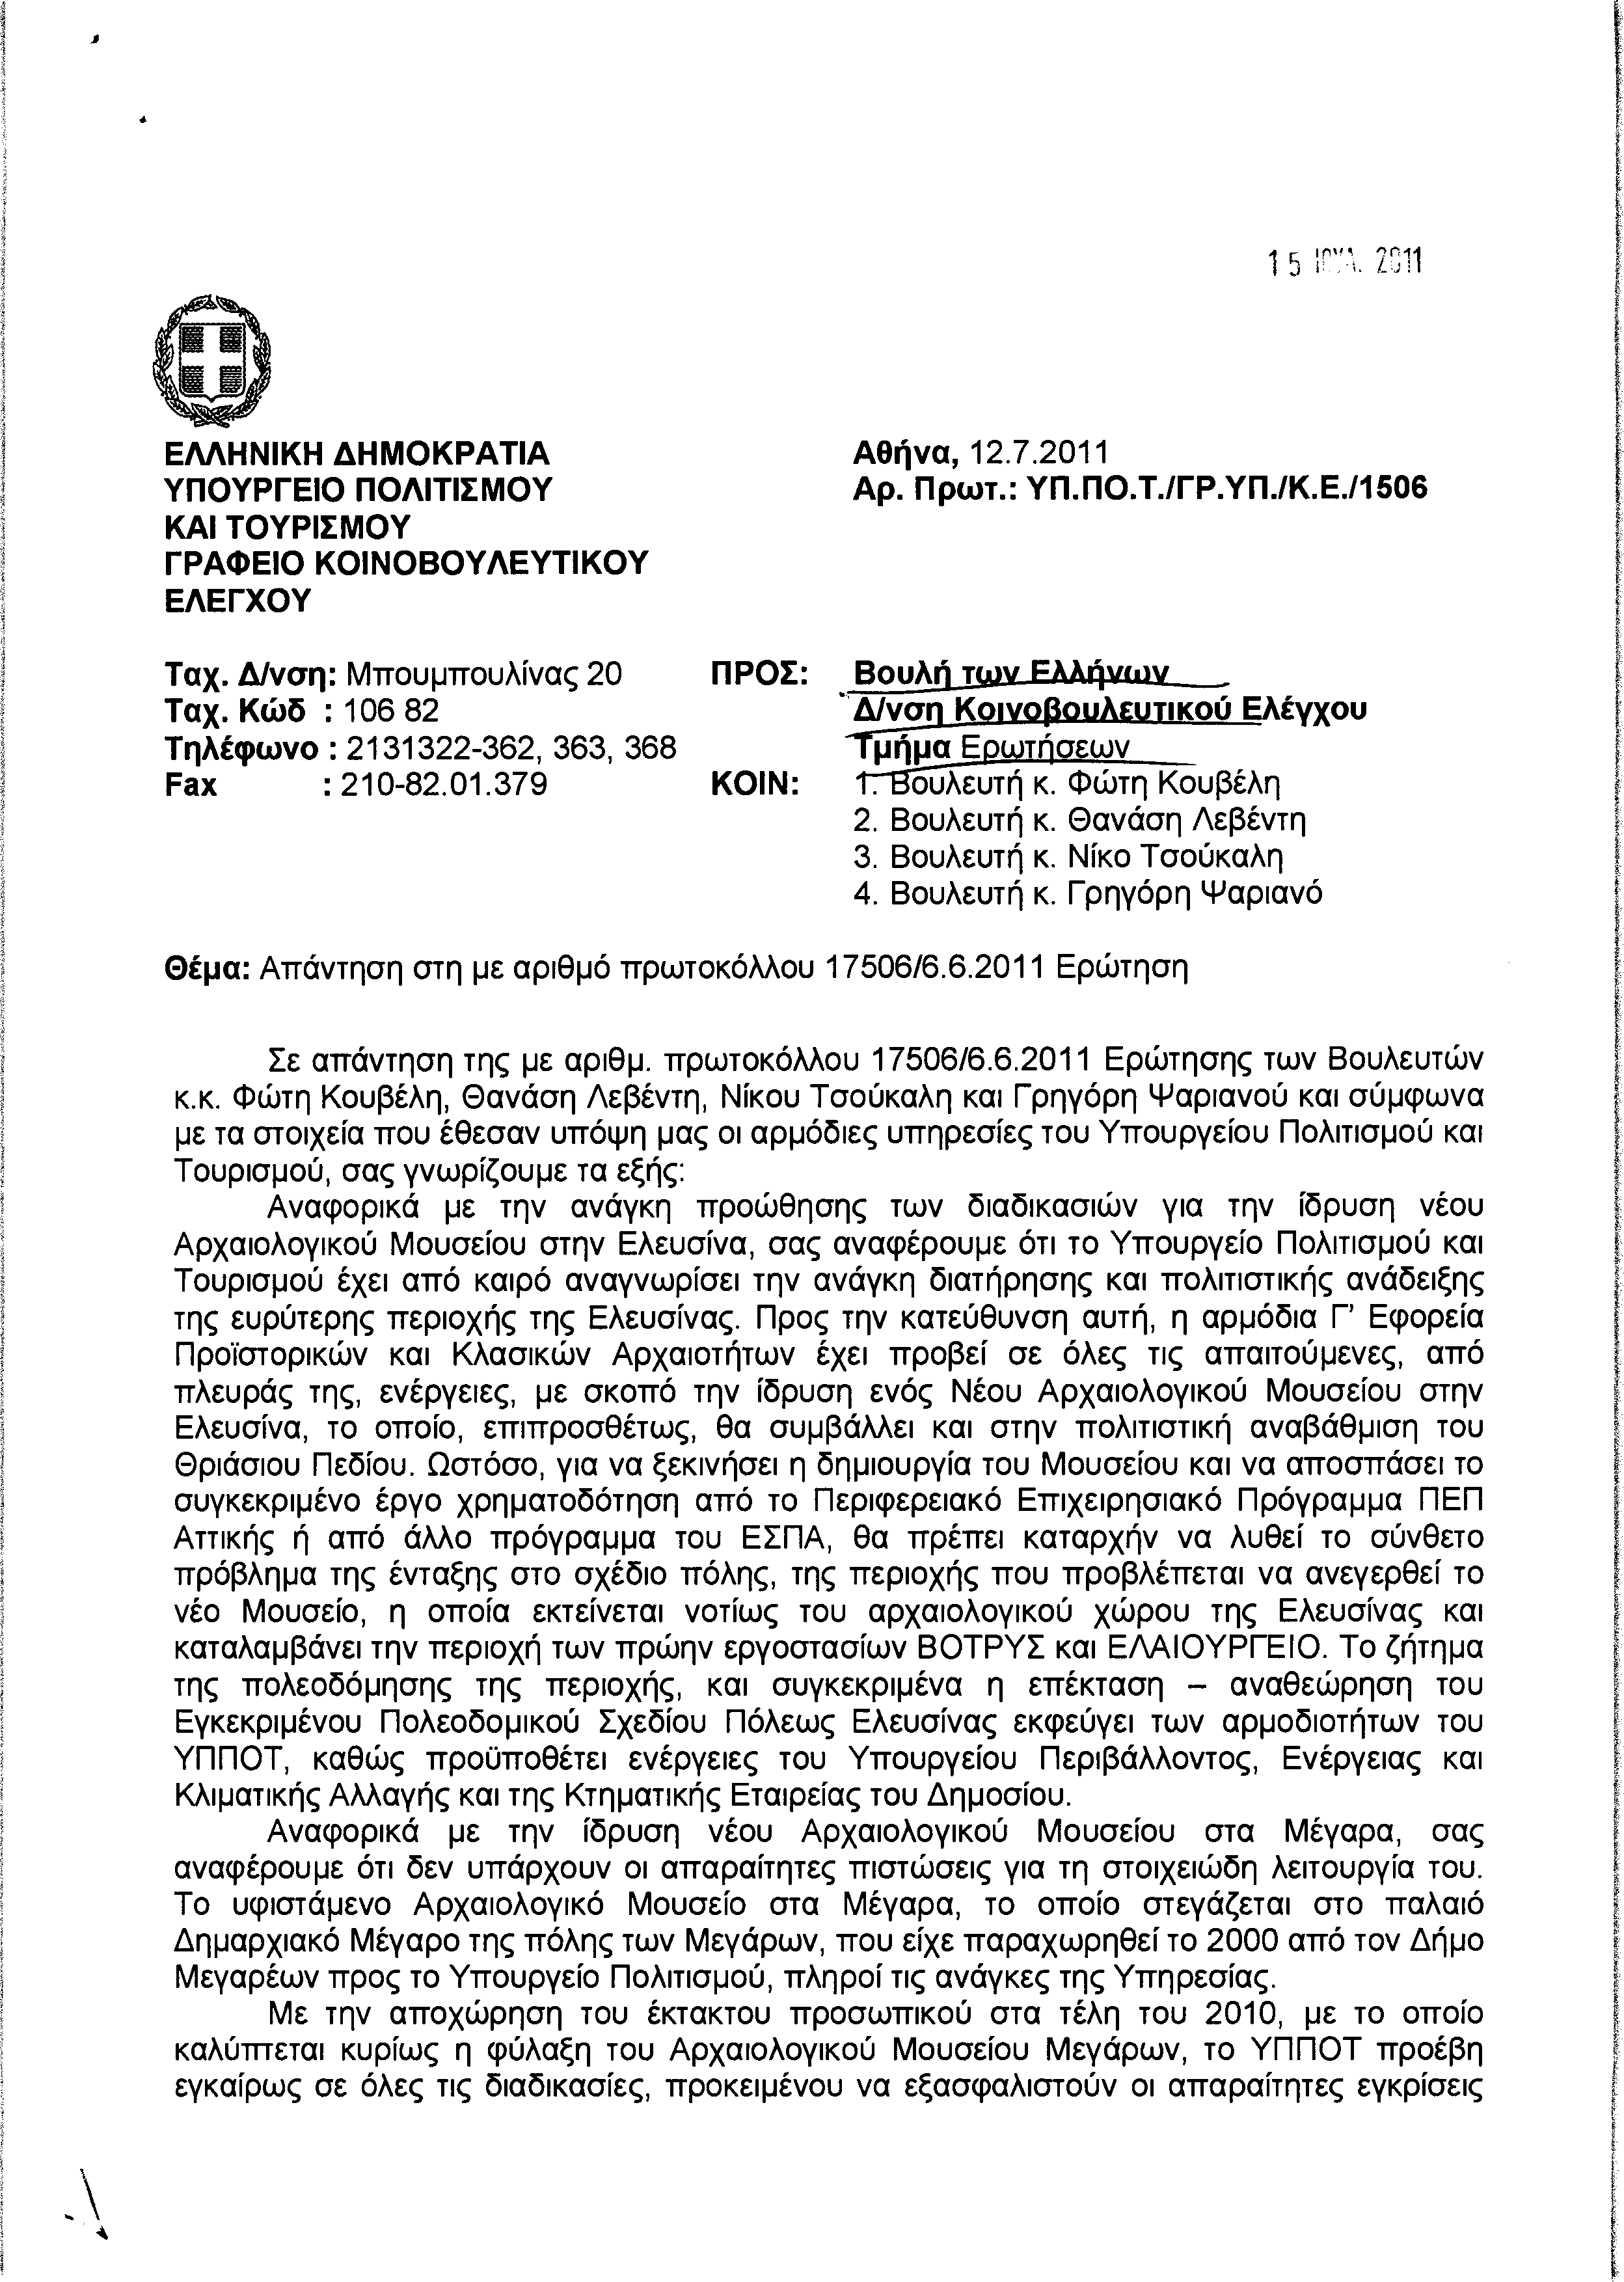 15 ΙΟΥΛ. 2011
ΕΛΛΗΝΙΚΗ ΔΗΜΟΚΡΑΤΙΑ
ΥΠΟΥΡΓΕΙΟ ΠΟΛΙΤΙΣΜΟΥ
ΚΑΙ ΤΟΥΡΙΣΜΟΥ
ΓΡΑΦΕΙΟ ΚΟΙΝΟΒΟΥΛΕΥΤΙΚΟΥ
ΕΛΕΓΧΟΥ
Αθήνα, 12.7.2011
Αρ. Πρωτ.: ΥΠ.ΠΟ.Τ./ΓΡ.ΥΠ./Κ.Ε./1506
Ταχ. Δ/νση: Μπουμπουλίνας 20
Ταχ. Κώδ : 106 82
Τηλέφωνο : 2131322-362, 363, 368
Fax : 210-82.01.379
ΠΡΟΣ: Βουλή των Ελλήνων
Δ/νση Κοινοβουλευτικού Ελέγχου
Τμήμα Ερωτήσεων
ΚΟΙΝ: 1. Βουλευτή κ. Φώτη Κουβέλη
2. Βουλευτή κ. Θανάση Λεβέντη
3. Βουλευτή κ. Νίκο Τσούκαλη
4. Βουλευτή κ. Γρηγόρη Ψαριανό
Θέμα: Απάντηση στη με αριθμό πρωτοκόλλου 17506/6.6.2011 Ερώτηση
Σε απάντηση της με αριθμ. πρωτοκόλλου 17506/6.6.2011 Ερώτησης των Βουλευτών
κ.κ. Φώτη Κουβέλη, Θανάση Λεβέντη, Νίκου Τσούκαλη και Γρηγόρη Ψαριανού και σύμφωνα
με τα στοιχεία που έθεσαν υπόψη μας οι αρμόδιες υπηρεσίες του Υπουργείου Πολιτισμού και
Τουρισμού, σας γνωρίζουμε τα εξής:
Αναφορικά με την ανάγκη προώθησης των διαδικασιών για την ίδρυση νέου
Αρχαιολογικού Μουσείου στην Ελευσίνα, σας αναφέρουμε ότι το Υπουργείο Πολιτισμού και
Τουρισμού έχει από καιρό αναγνωρίσει την ανάγκη διατήρησης και πολιτιστικής ανάδειξης
της ευρύτερης περιοχής της Ελευσίνας. Προς την κατεύθυνση αυτή, η αρμόδια Γ' Εφορεία
Προϊστορικών και Κλασικών Αρχαιοτήτων έχει προβεί σε όλες τις απαιτούμενες, από
πλευράς της, ενέργειες, με σκοπό την ίδρυση ενός Νέου Αρχαιολογικού Μουσείου στην
Ελευσίνα, το οποίο, επιπροσθέτως, θα συμβάλλει και στην πολιτιστική αναβάθμιση του
Θριάσιου Πεδίου. Ωστόσο, για να ξεκινήσει η δημιουργία του Μουσείου και να αποσπάσει το
συγκεκριμένο έργο χρηματοδότηση από το Περιφερειακό Επιχειρησιακό Πρόγραμμα ΠΕΠ
Αττικής ή από άλλο πρόγραμμα του ΕΣΠΑ, θα πρέπει καταρχήν να λυθεί το σύνθετο
πρόβλημα της ένταξης στο σχέδιο πόλης, της περιοχής που προβλέπεται να ανεγερθεί το
νέο Μουσείο, η οποία εκτείνεται νοτίως του αρχαιολογικού χώρου της Ελευσίνας και
καταλαμβάνει την περιοχή των πρώην εργοστασίων ΒΟΤΡΥΣ και ΕΛΑΙΟΥΡΓΕΙΟ. Το ζήτημα
της πολεοδόμησης της περιοχής, και συγκεκριμένα η επέκταση – αναθεώρηση του
Εγκεκριμένου Πολεοδομικού Σχεδίου Πόλεως Ελευσίνας εκφεύγει των αρμοδιοτήτων του
ΥΠΠΟΤ, καθώς προϋποθέτει ενέργειες του Υπουργείου Περιβάλλοντος, Ενέργειας και
Κλιματικής Αλλαγής και της Κτηματικής Εταιρείας του Δημοσίου.
Αναφορικά με την ίδρυση νέου Αρχαιολογικού Μουσείου στα Μέγαρα, σας
αναφέρουμε ότι δεν υπάρχουν οι απαραίτητες πιστώσεις για τη στοιχειώδη λειτουργία του.
Το υφιστάμενο Αρχαιολογικό Μουσείο στα Μέγαρα, το οποίο στεγάζεται στο παλαιό
Δημαρχιακό Μέγαρο της πόλης των Μεγάρων, που είχε παραχωρηθεί το 2000 από τον Δήμο
Μεγαρέων προς το Υπουργείο Πολιτισμού, πληροί τις ανάγκες της Υπηρεσίας.
Με την αποχώρηση του έκτακτου προσωπικού στα τέλη του 2010, με το οποίο
καλύπτεται κυρίως η φύλαξη του Αρχαιολογικού Μουσείου Μεγάρων, το ΥΠΠΟΤ προέβη
εγκαίρως σε όλες τις διαδικασίες, προκειμένου να εξασφαλιστούν οι απαραίτητες εγκρίσεις